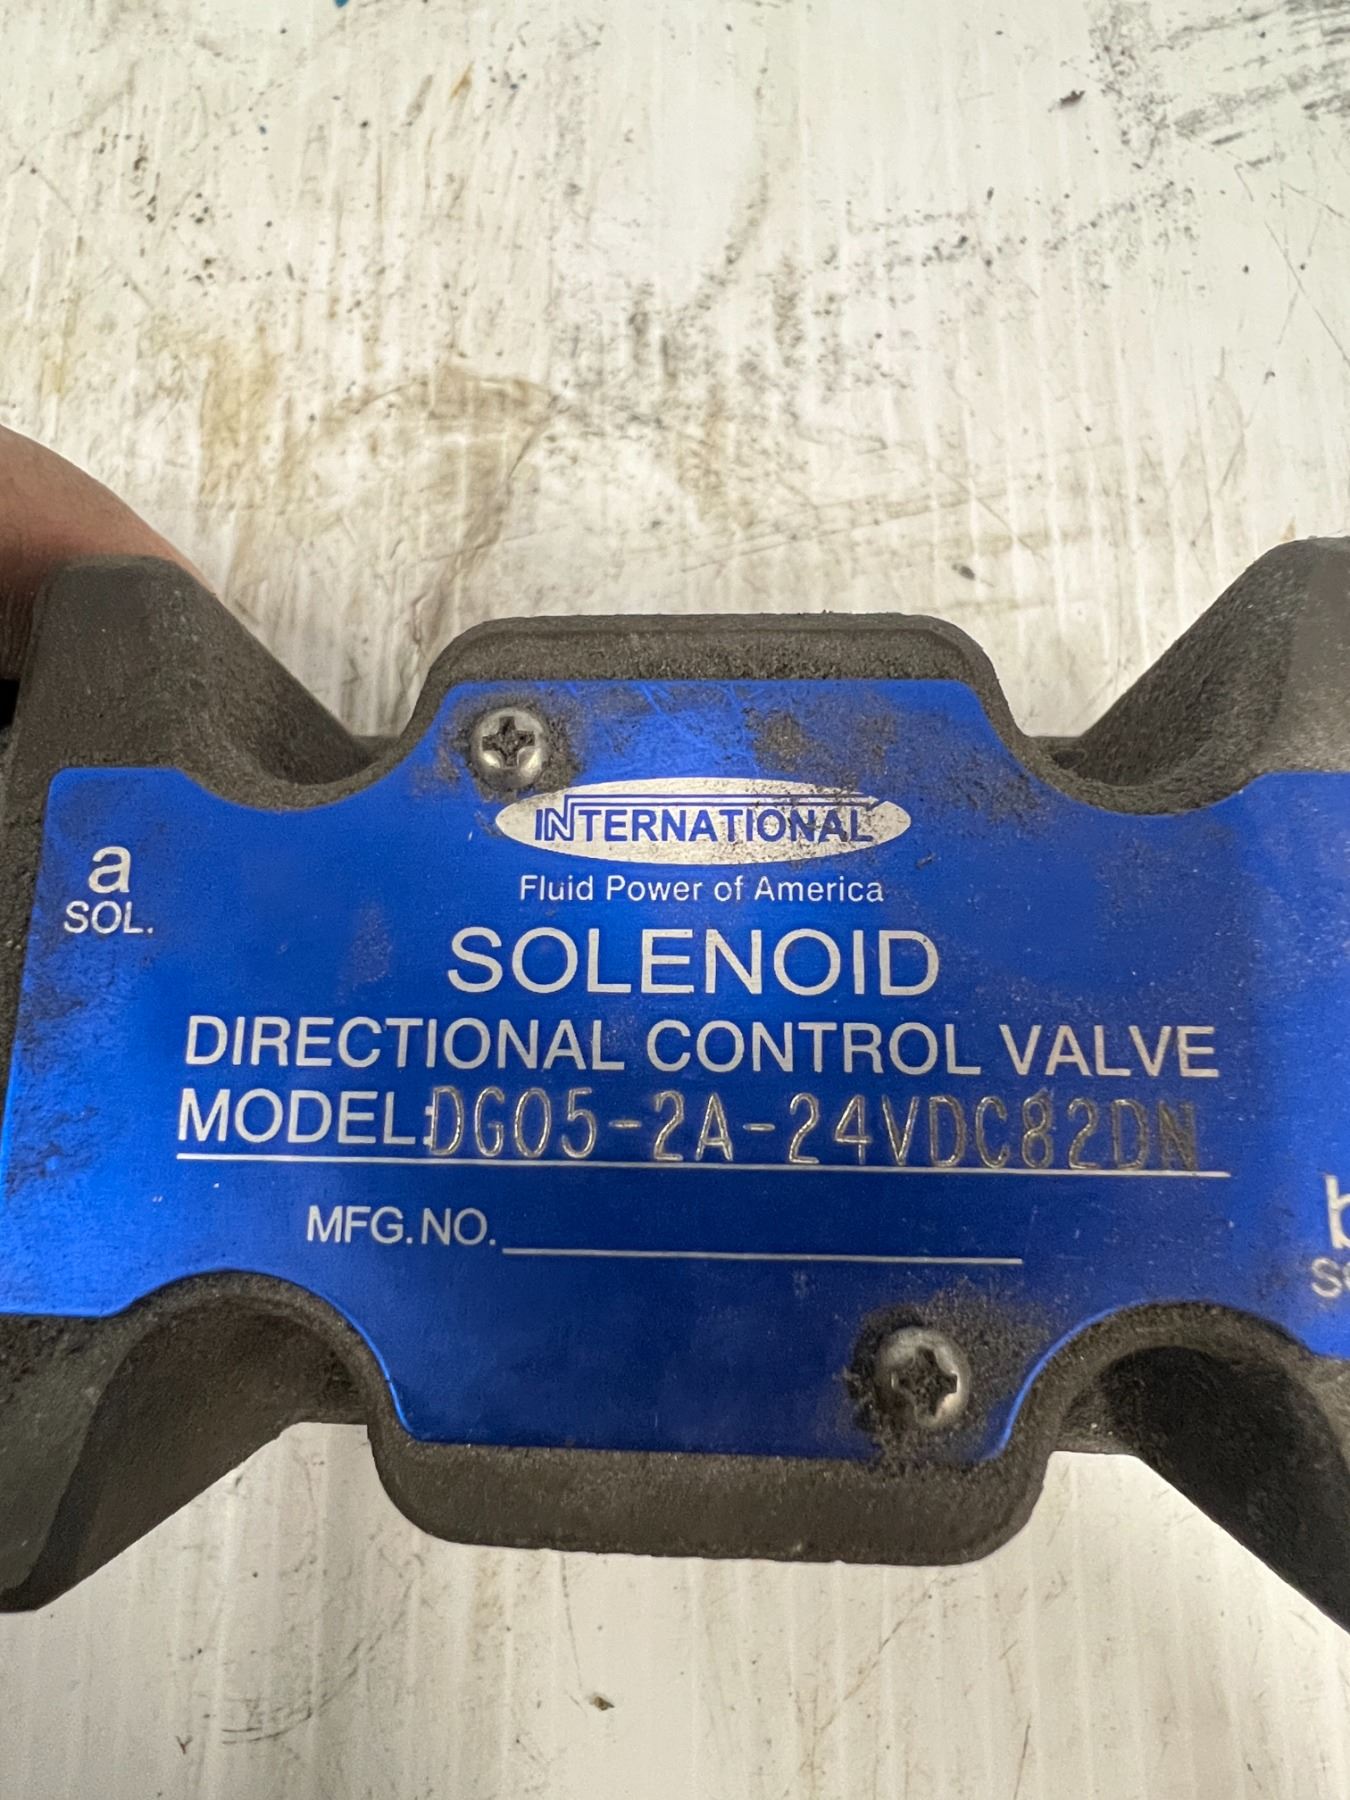 INTERNATIONAL
Fluid Power of America
a
SOL.
SOLENOID
DIRECTIONAL CONTROL VALVE
MODEL: DG05-2A-24VDC82DN
MFG.NO.
b